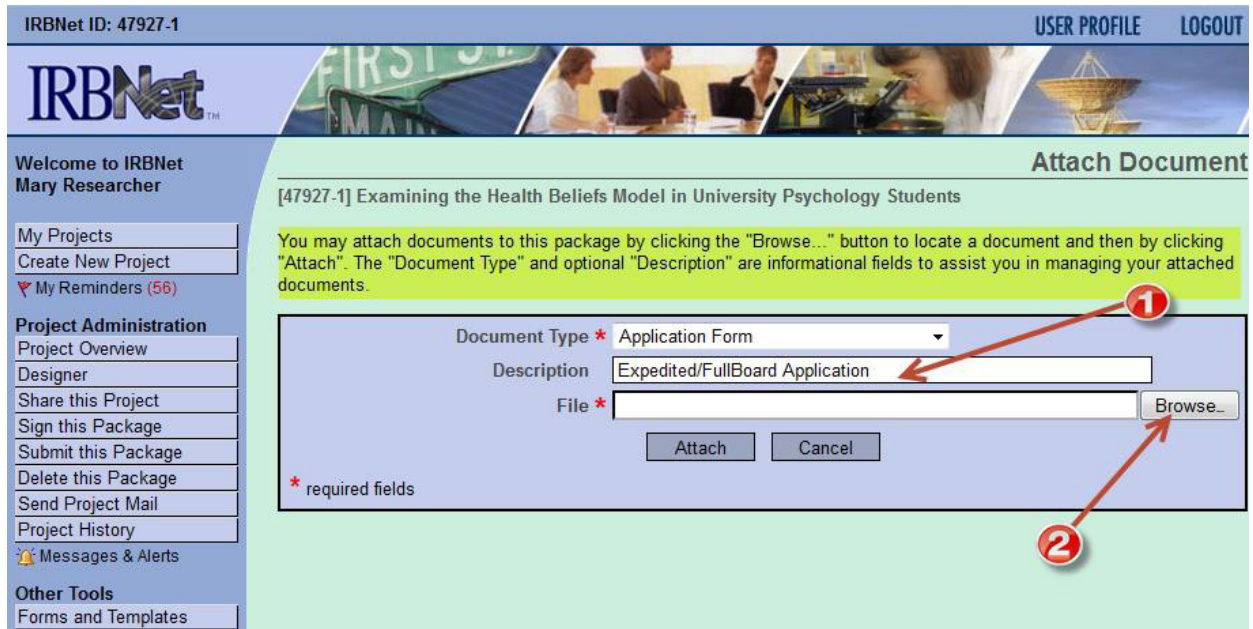 IRBNet ID: 47927-1
USER PROFILE LOGOUT
IRBNet™
FIRST ST.
MAIN
Welcome to IRBNet
Mary Researcher
My Projects
Create New Project
My Reminders (56)
Project Administration
Project Overview
Designer
Share this Project
Sign this Package
Submit this Package
Delete this Package
Send Project Mail
Project History
Messages & Alerts
Other Tools
Forms and Templates
Attach Document
[47927-1] Examining the Health Beliefs Model in University Psychology Students
You may attach documents to this package by clicking the "Browse..." button to locate a document and then by clicking
"Attach". The "Document Type" and optional "Description" are informational fields to assist you in managing your attached
documents.
1
Document Type * Application Form
Description Expedited/FullBoard Application
File * Browse...
Attach Cancel
* required fields
2